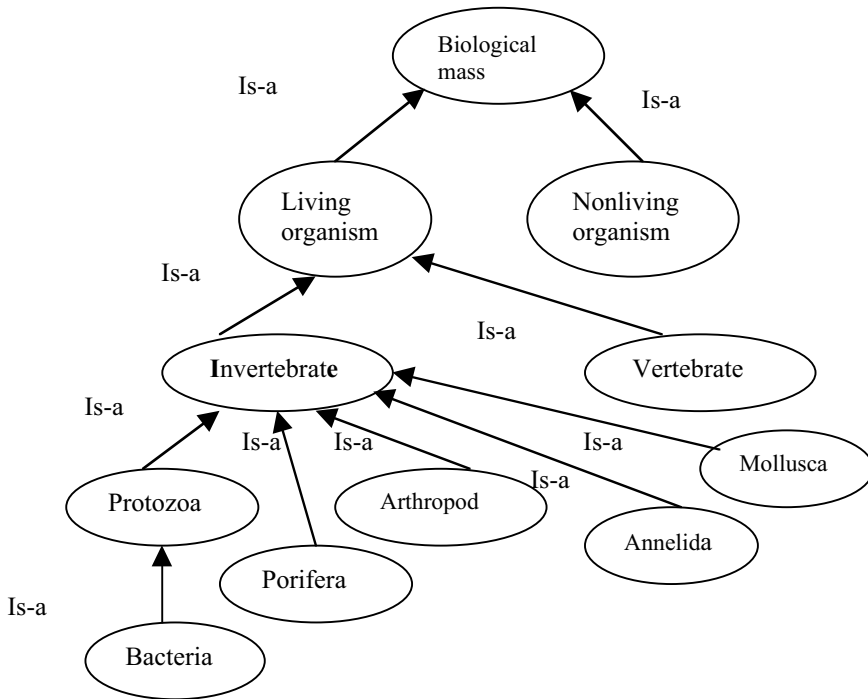 Biological
mass
Is-a
Is-a
Living
organism
Nonliving
organism
Is-a
Is-a
Invertebrate
Vertebrate
Is-a
Is-a
Is-a
Is-a
Mollusca
Is-a
Protozoa
Arthropod
Annelida
Porifera
Is-a
Bacteria